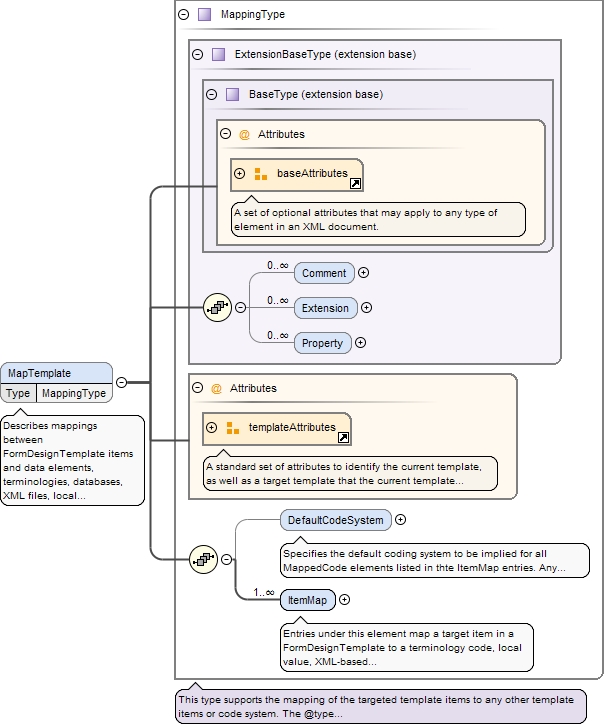 MappingType
ExtensionBaseType (extension base)
BaseType (extension base)
@ Attributes
baseAttributes
A set of optional attributes that may apply to any type of
element in an XML document.
0..∞
Comment
0..∞
Extension
0..∞
Property
MapTemplate
Type MappingType
Describes mappings
between
FormDesignTemplate items
and data elements,
terminologies, databases,
XML files, local...
@ Attributes
templateAttributes
A standard set of attributes to identify the current template,
as well as a target template that the current template...
DefaultCodeSystem
Specifies the default coding system to be implied for all
MappedCode elements listed in thte ItemMap entries. Any...
1..∞
ItemMap
Entries under this element map a target item in a
FormDesignTemplate to a terminology code, local
value, XML-based...
This type supports the mapping of the targeted template items to any other template
items or code system. The @type...